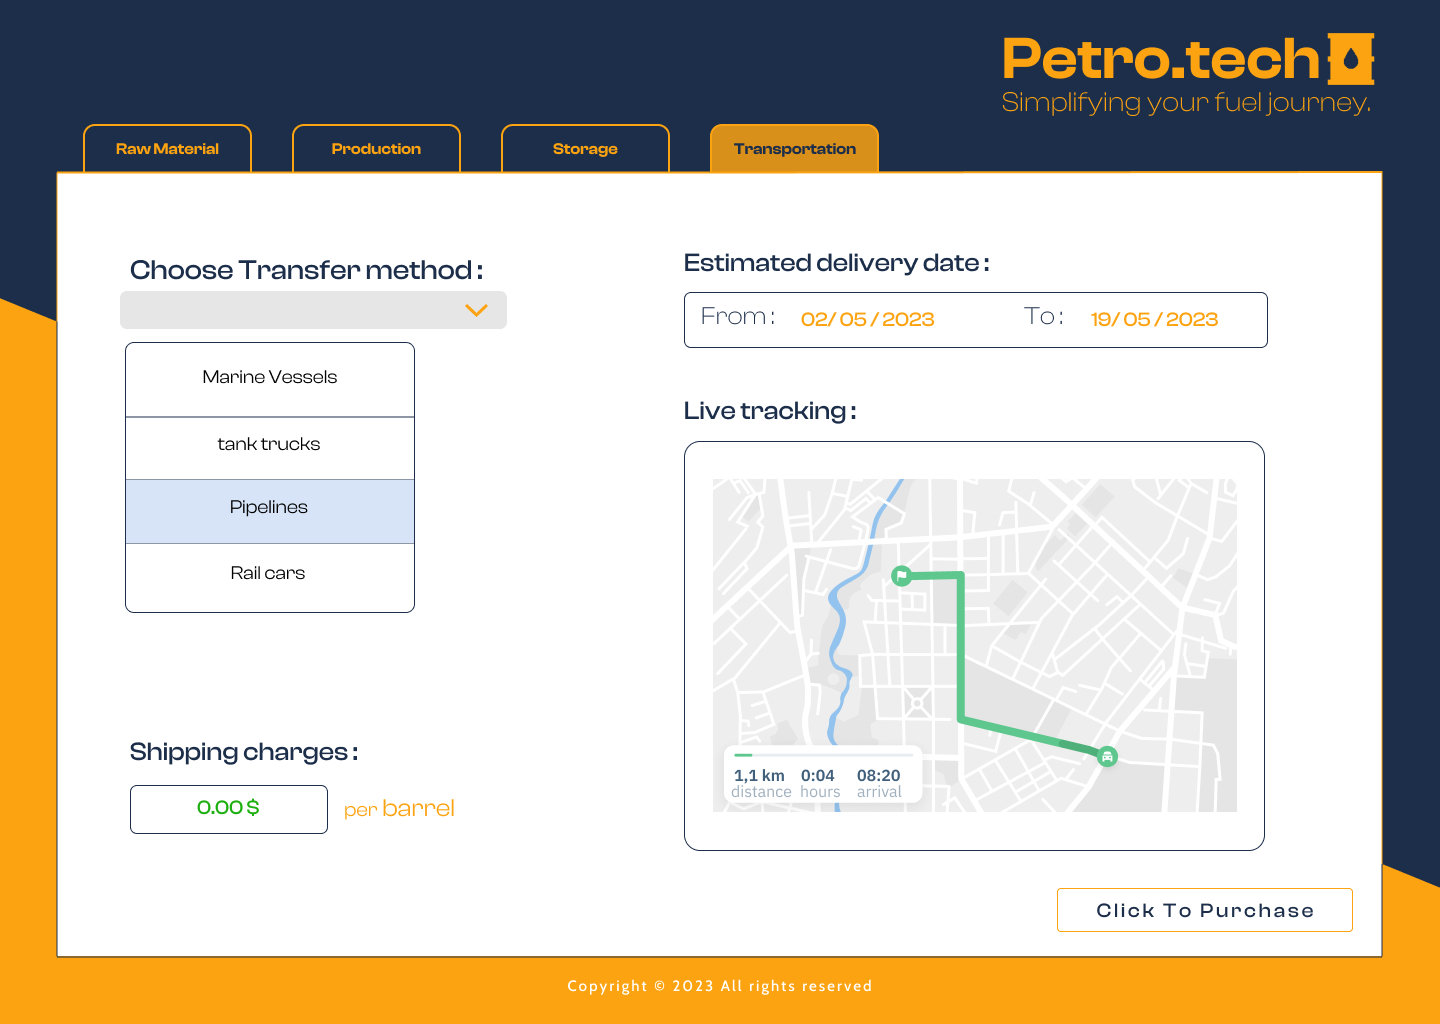 Petro.tech
Simplifying your fuel journey.
Raw Material
Production
Storage
Transportation
Choose Transfer method :
Marine Vessels
tank trucks
Pipelines
Rail cars
Shipping charges :
0.00 $
per barrel
Estimated delivery date :
From : 02/ 05 / 2023 To : 19/ 05 / 2023
Live tracking :
1,1 km 0:04 08:20
distance hours arrival
Click To Purchase
Copyright © 2023 All rights reserved